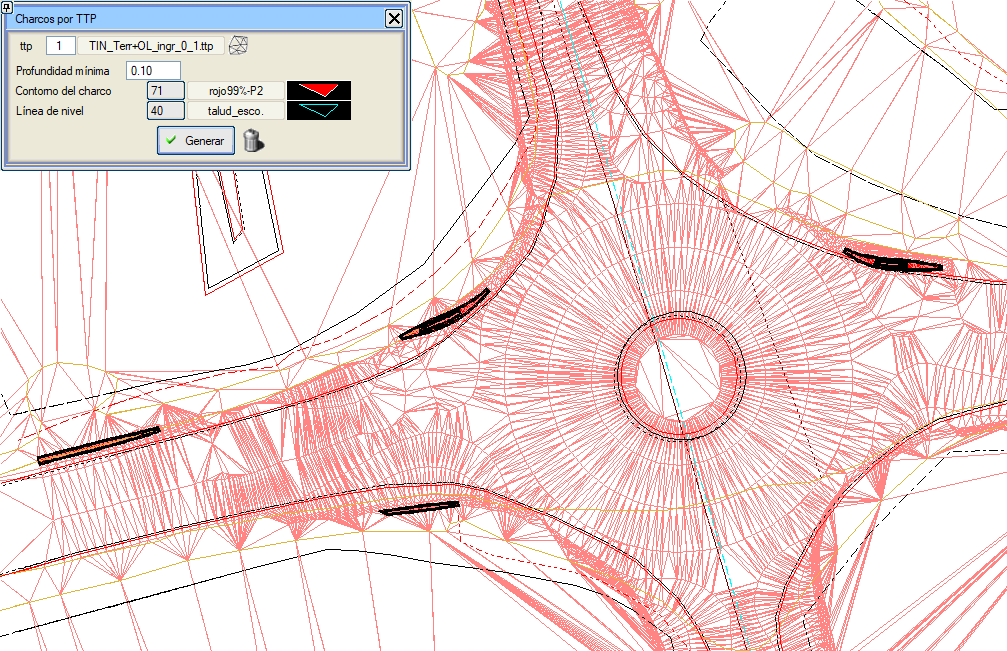 Charcos por TTP
ttp 1 TIN_Terr+OL_ingr_0_1.ttp
Profundidad mínima 0.10
Contorno del charco 71 rojo99%-P2
Línea de nivel 40 talud_esco.
Generar